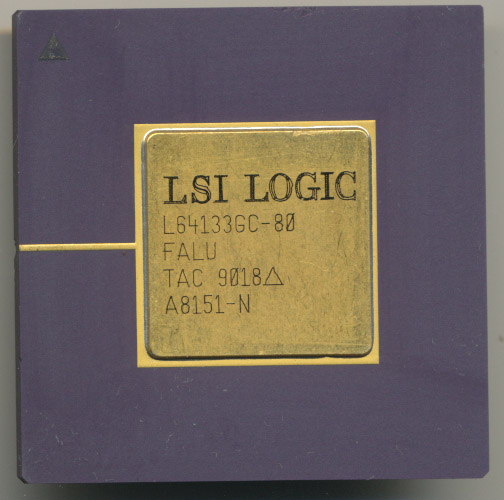 LSI LOGIC
L64133GC-80
FALU
TAC 9018△
A8151-N